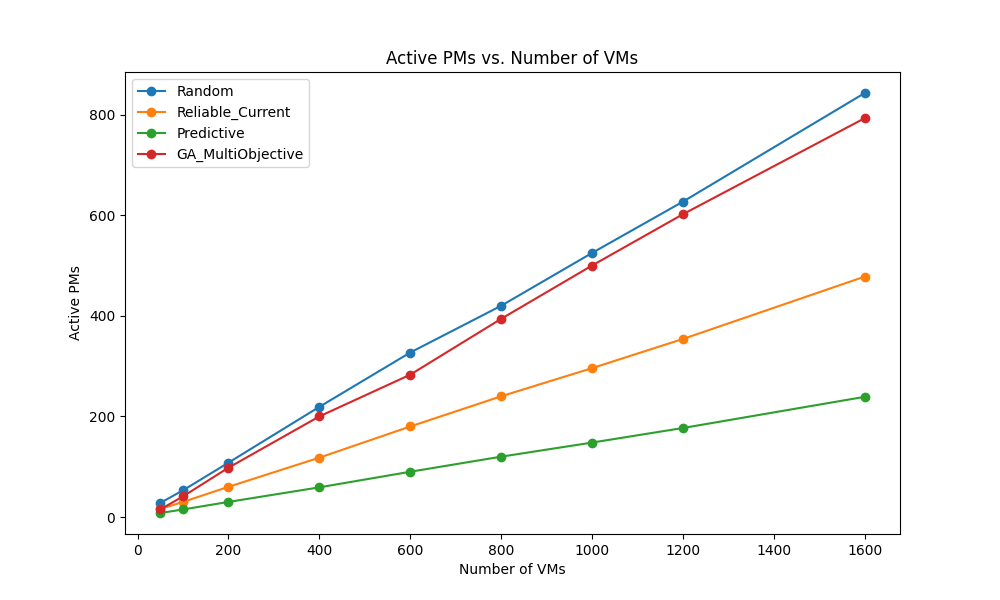 Active PMs vs. Number of VMs
Random
Reliable_Current
Predictive
GA_MultiObjective
Active PMs
800
600
400
200
0
0 200 400 600 800 1000 1200 1400 1600
Number of VMs